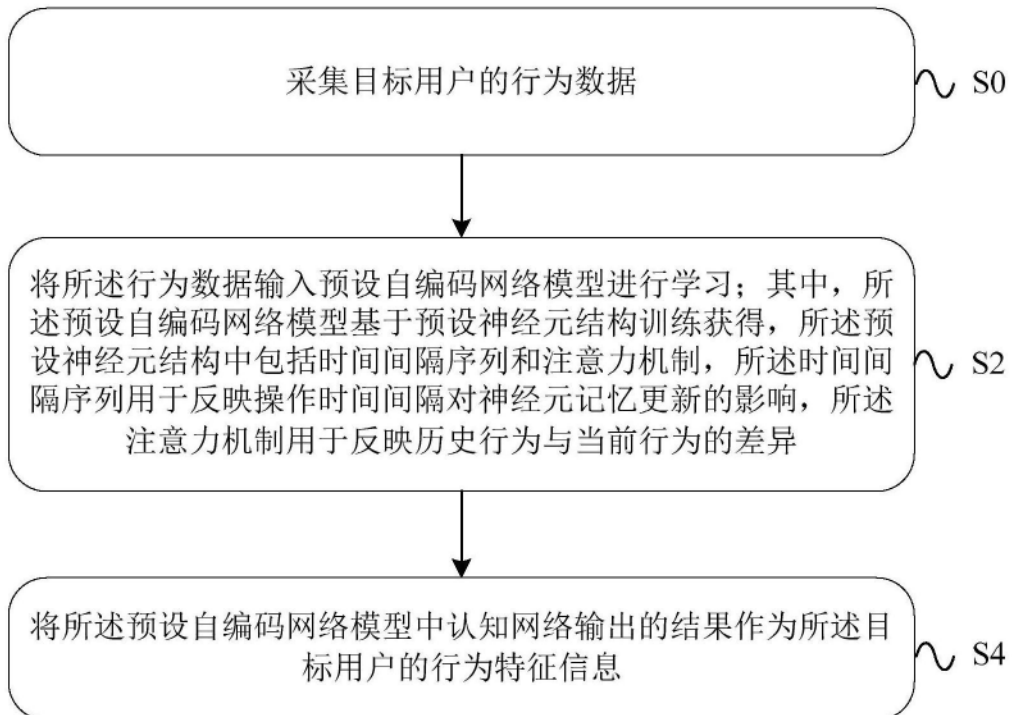 采集目标用户的行为数据
S0
将所述行为数据输入预设自编码网络模型进行学习；其中，所
述预设自编码网络模型基于预设神经元结构训练获得，所述预
设神经元结构中包括时间间隔序列和注意力机制，所述时间间
隔序列用于反映操作时间间隔对神经元记忆更新的影响，所述
注意力机制用于反映历史行为与当前行为的差异
S2
将所述预设自编码网络模型中认知网络输出的结果作为所述目
标用户的行为特征信息
S4